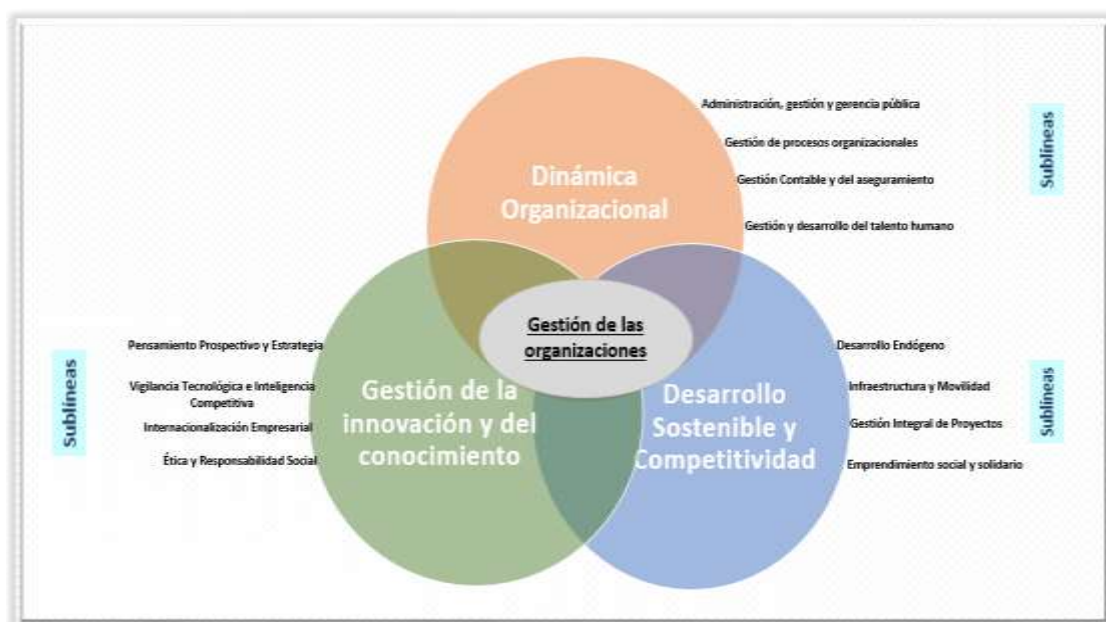 Dinámica
Organizacional
Administración, gestión y gerencia pública
Gestión de procesos organizacionales
Gestión Contable y del aseguramiento
Gestión y desarrollo del talento humano
Sublíneas
Gestión de las
organizaciones
Sublíneas
Pensamiento Prospectivo y Estrategia
Vigilancia Tecnológica e Inteligencia
Competitiva
Internacionalización Empresarial
Ética y Responsabilidad Social
Gestión de la
innovación y del
conocimiento
Desarrollo
Sostenible y
Competitividad
Desarrollo Endógeno
Infraestructura y Movilidad
Gestión Integral de Proyectos
Emprendimiento social y solidario
Sublíneas